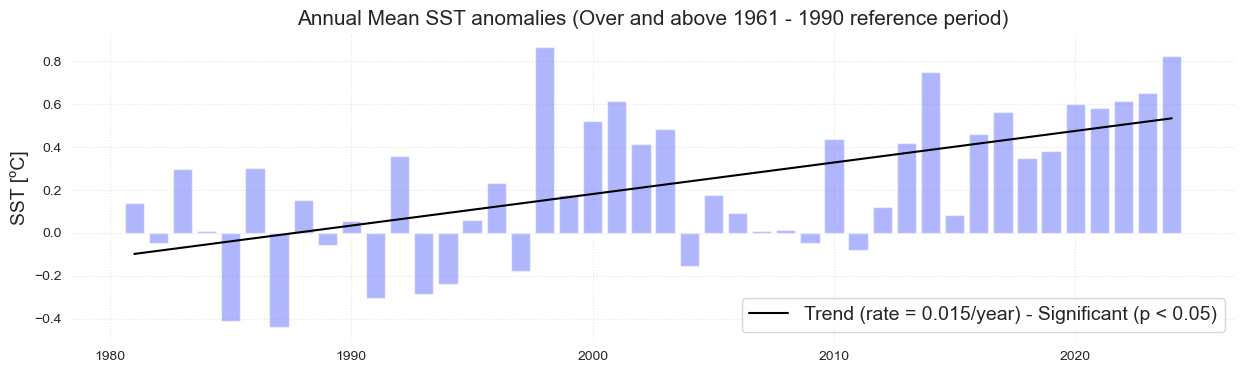 Annual Mean SST anomalies (Over and above 1961 - 1990 reference period)
SST [ºC]
0.8
0.6
0.4
0.2
0.0
−0.2
−0.4
Trend (rate = 0.015/year) - Significant (p < 0.05)
1980 1990 2000 2010 2020